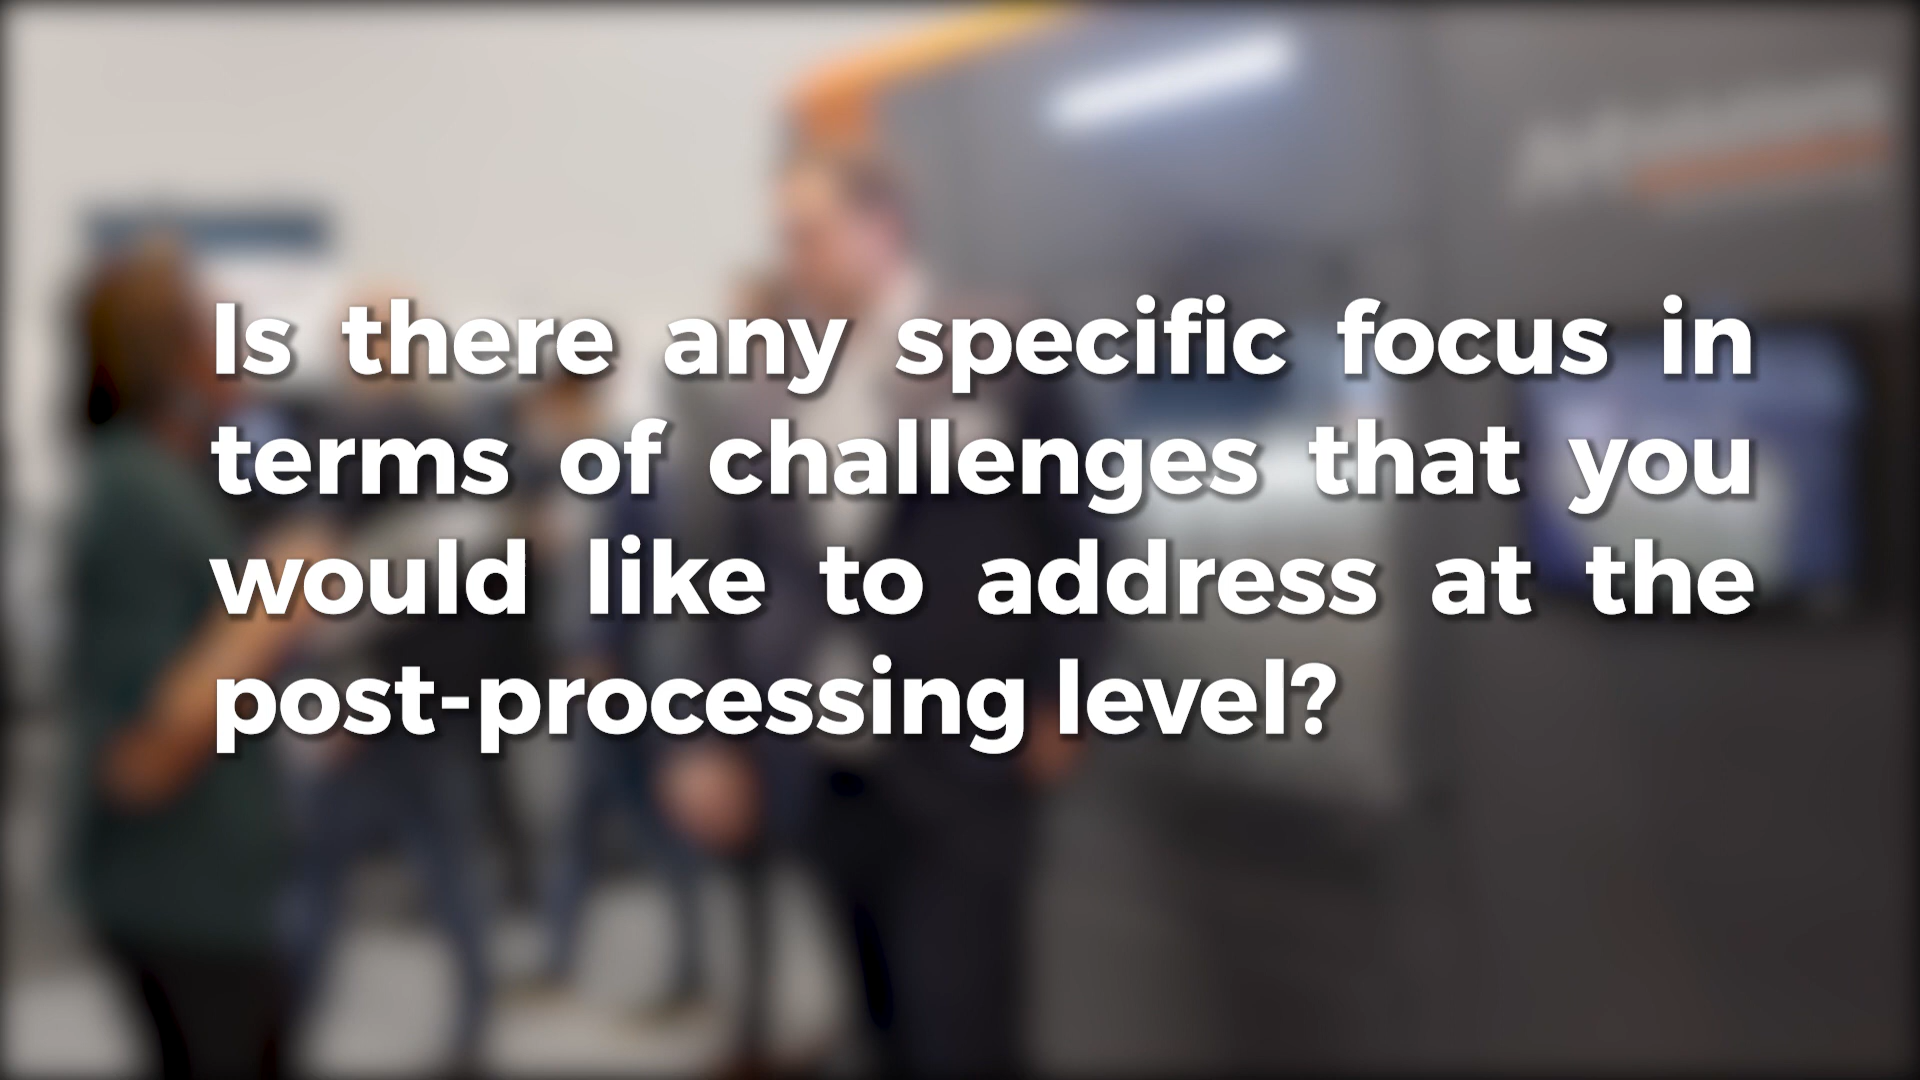 Is there any specific focus in
terms of challenges that you
would like to address at the
post-processing level?